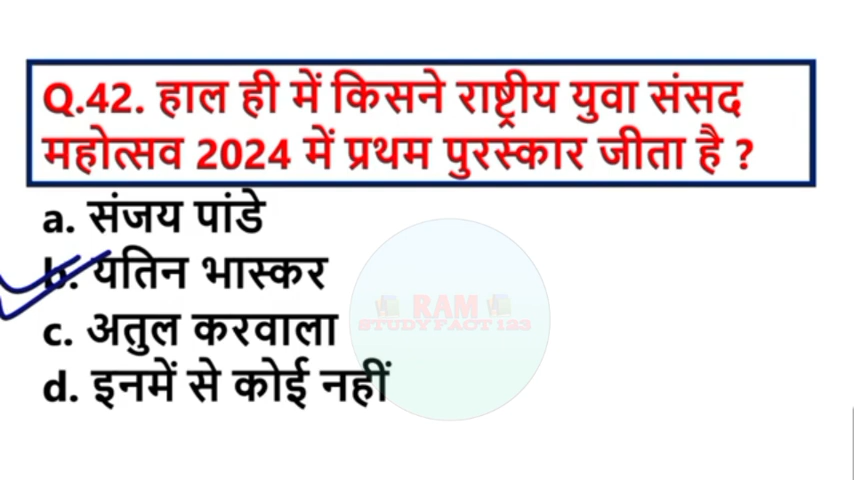 Q.42. हाल ही में किसने राष्ट्रीय युवा संसद
महोत्सव 2024 में प्रथम पुरस्कार जीता है ?
a. संजय पांडे
b. यतिन भास्कर
c. अतुल करवाला
d. इनमें से कोई नहीं
RAM
STUDY FACT 123